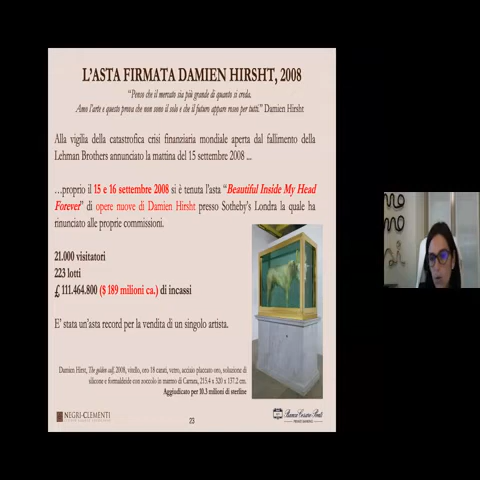 L'ASTA FIRMATA DAMIEN HIRSHT, 2008
"Penso che il mercato sia più grande di quanto si creda.
Amo l'arte e questo prova che non sono il solo e che il futuro appare roseo per tutti." Damien Hirsht
Alla vigilia della catastrofica crisi finanziaria mondiale aperta dal fallimento della
Lehman Brothers annunciato la mattina del 15 settembre 2008 ...
...proprio il 15 e 16 settembre 2008 si è tenuta l'asta "Beautiful Inside My Head
Forever" di opere nuove di Damien Hirsht presso Sotheby's Londra la quale ha
rinunciato alle proprie commissioni.
21.000 visitatori
223 lotti
£ 111.464.800 ($ 189 milioni ca.) di incassi
E' stata un'asta record per la vendita di un singolo artista.
Damien Hirst, The golden calf, 2008, vitello, oro 18 carati, vetro, acciaio placcato oro, soluzione di
silicone e formaldeide con zoccolo in marmo di Carrara, 215.4 x 320 x 137.2 cm.
Aggiudicato per 10.3 milioni di sterline
NEGRI-CLEMENTI
23
Banca Cesare Ponti